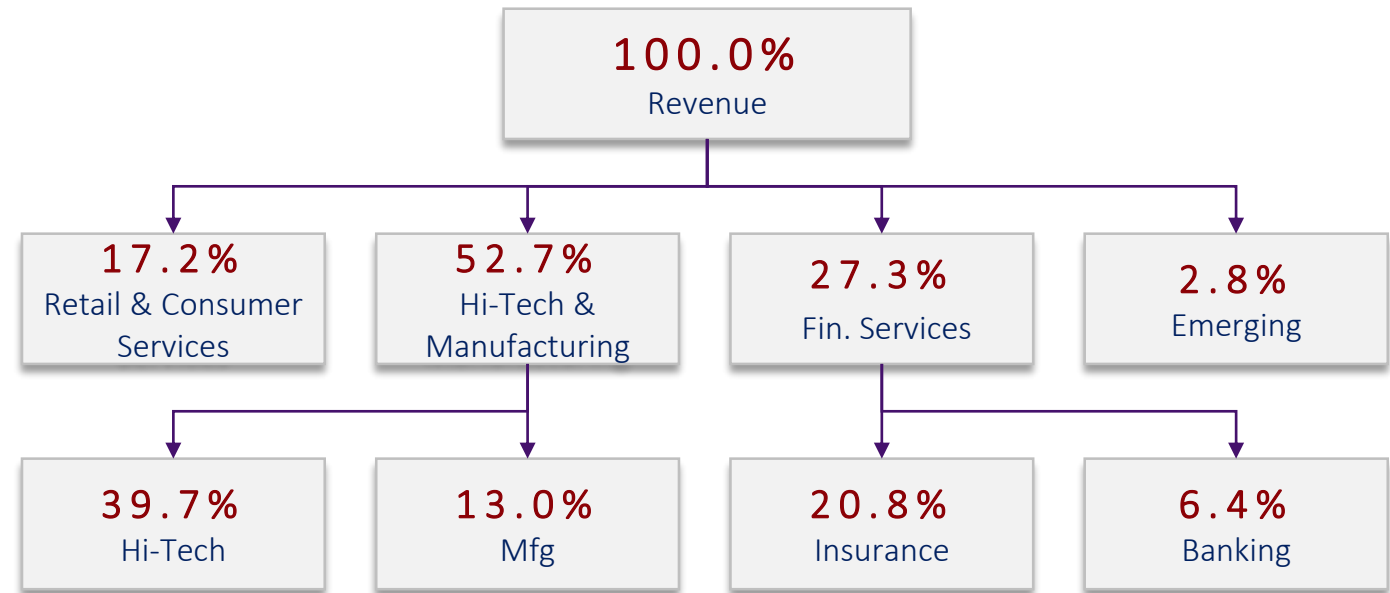 100.0%
Revenue
17.2%
Retail & Consumer
Services
52.7%
Hi-Tech &
Manufacturing
27.3%
Fin. Services
2.8%
Emerging
39.7%
Hi-Tech
13.0%
Mfg
20.8%
Insurance
6.4%
Banking